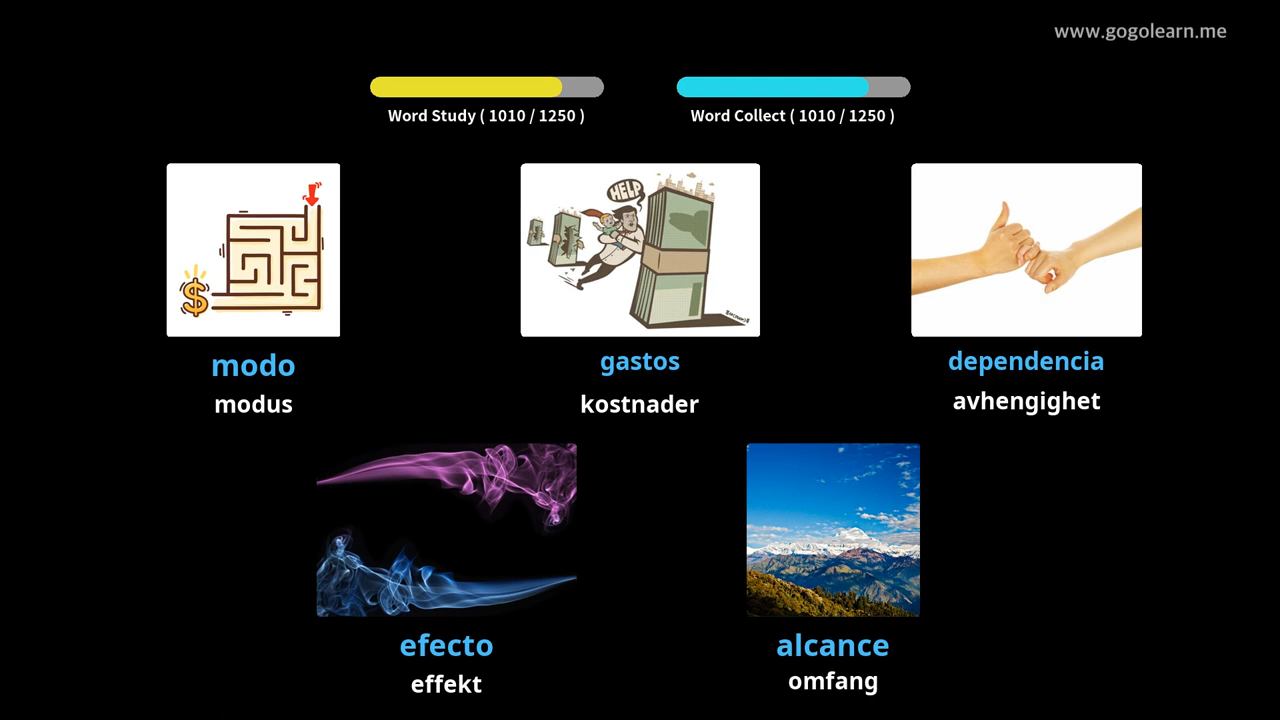 www.gogolearn.me
Word Study ( 1010 / 1250 )
Word Collect ( 1010 / 1250 )
HELP
modo
modus
gastos
kostnader
dependencia
avhengighet
efecto
effekt
alcance
omfang